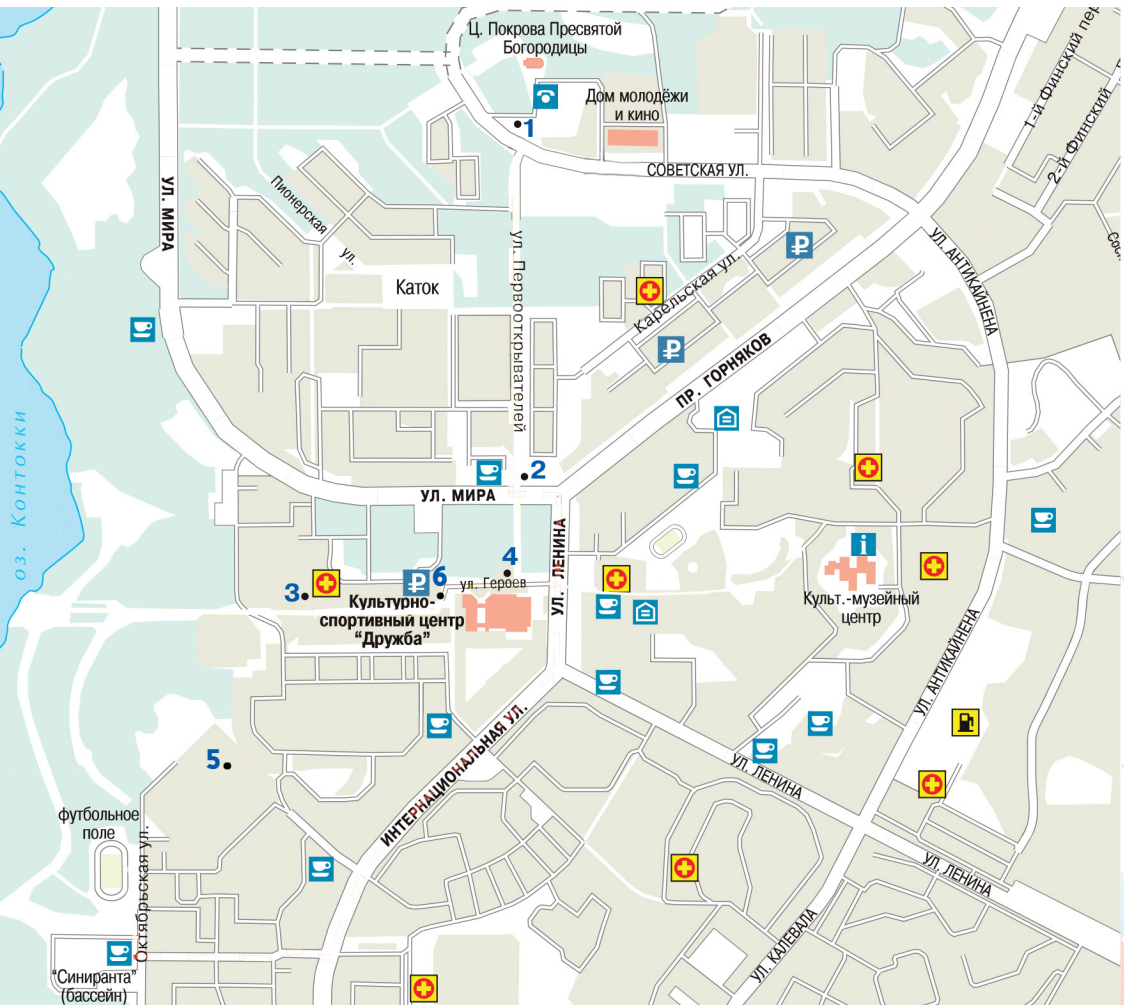 Ц. Покрова Пресвятой
Богородицы
Дом молодёжи
и кино
1
1-й Финский пер
2-й Финский
СОВЕТСКАЯ УЛ.
УЛ. МИРА
Пионерская
ул.
ул. Первооткрывателей
Карельская ул.
УЛ. АНТИКАЙНЕНА
Каток
ПР. ГОРНЯКОВ
оз. Контокки
2
УЛ. МИРА
УЛ. ЛЕНИНА
4
ул. Героев
3
6
Культурно-
спортивный центр
"Дружба"
i
Культ.-музейный
центр
УЛ. АНТИКАЙНЕНА
5
ИНТЕРНАЦИОНАЛЬНАЯ УЛ.
УЛ. ЛЕНИНА
футбольное
поле
Октябрьская ул.
УЛ. ЛЕНИНА
УЛ. КАЛЕВАЛА
"Синиранта"
(бассейн)